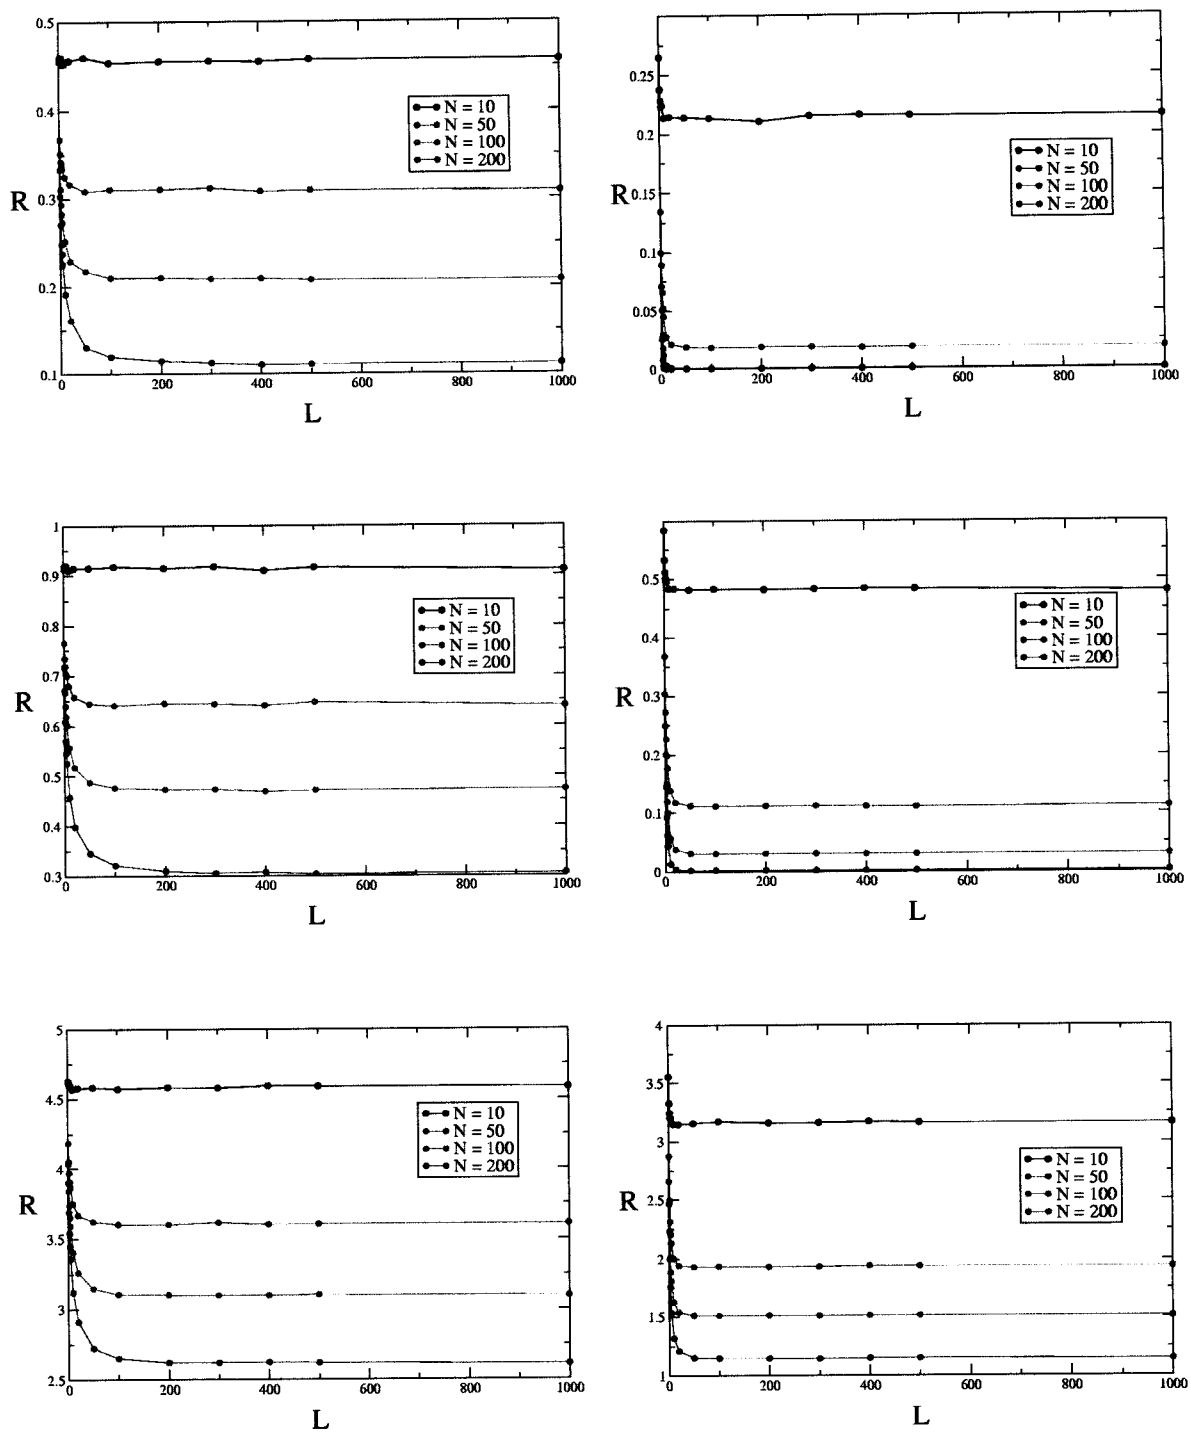 0.5
0.4
0.3
0.2
0.1
R
N = 10
N = 50
N = 100
N = 200
0
200
400
600
800
1000
L
0.25
0.2
0.15
0.1
0.05
0
R
N = 10
N = 50
N = 100
N = 200
0
200
400
600
800
1000
L
1
0.9
0.8
0.7
0.6
0.5
0.4
0.3
R
N = 10
N = 50
N = 100
N = 200
0
200
400
600
800
1000
L
0.5
0.4
0.3
0.2
0.1
0
R
N = 10
N = 50
N = 100
N = 200
0
200
400
600
800
1000
L
5
4.5
4
3.5
3
2.5
R
N = 10
N = 50
N = 100
N = 200
0
200
400
600
800
1000
L
4
3.5
3
2.5
2
1.5
1
R
N = 10
N = 50
N = 100
N = 200
0
200
400
600
800
1000
L